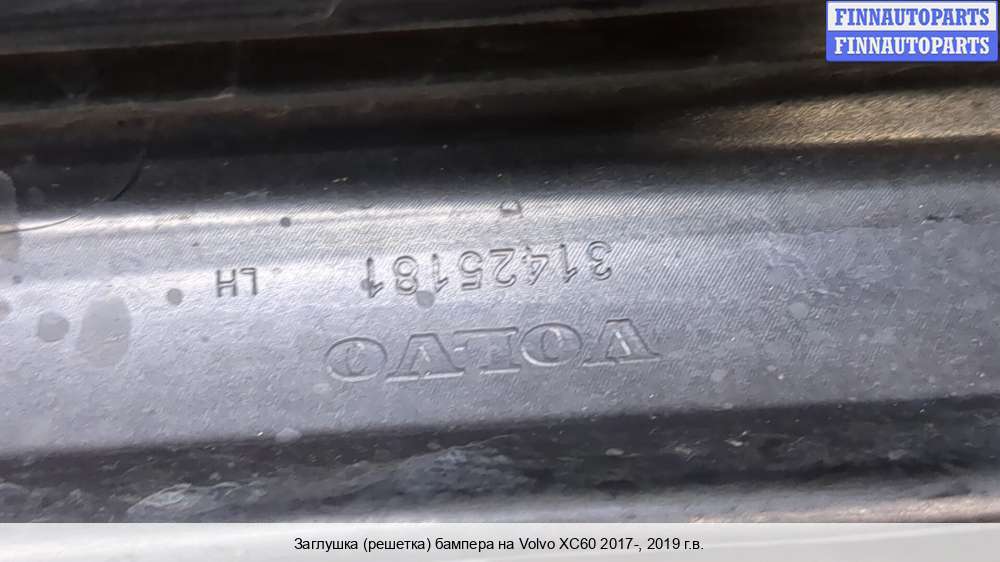 FINNAUTOPARTS
FINNAUTOPARTS
VOLVO
31425181 LH
Заглушка (решетка) бампера на Volvo XC60 2017-, 2019 г.в.